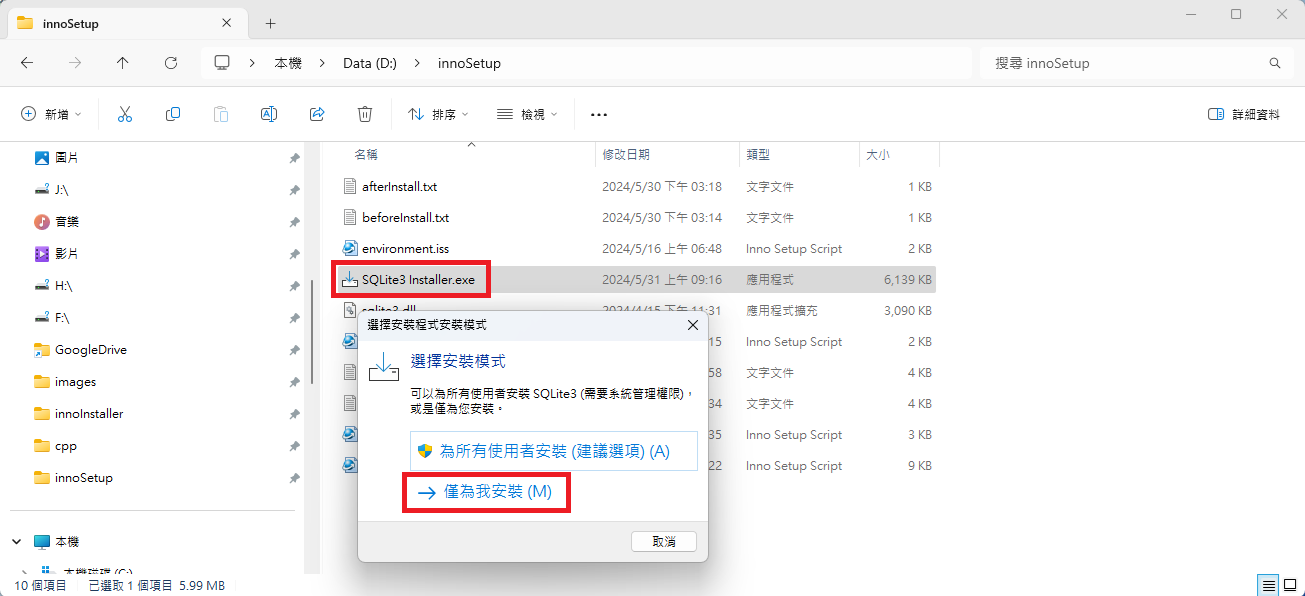 innoSetup
本機 Data (D:) innoSetup
搜尋 innoSetup
新增 排序 檢視 詳細資料
圖片
J:\
音樂
影片
H:\
F:\
GoogleDrive
images
innoInstaller
cpp
innoSetup
本機
本機磁碟 (C:)
名稱 修改日期 類型 大小
afterInstall.txt 2024/5/30 下午 03:18 文字文件 1 KB
beforeInstall.txt 2024/5/30 下午 03:14 文字文件 1 KB
environment.iss 2024/5/16 上午 06:48 Inno Setup Script 2 KB
SQLite3 Installer.exe 2024/5/31 上午 09:16 應用程式 6,139 KB
sqlite3.dll 2024/4/15 下午 11:31 應用程式擴充 3,090 KB
15 Inno Setup Script 2 KB
58 文字文件 4 KB
34 文字文件 4 KB
35 Inno Setup Script 3 KB
22 Inno Setup Script 9 KB
選擇安裝程式安裝模式
選擇安裝模式
可以為所有使用者安裝 SQLite3 (需要系統管理權限)，
或是僅為您安裝。
為所有使用者安裝 (建議選項) (A)
僅為我安裝 (M)
取消
10 個項目 已選取 1 個項目 5.99 MB